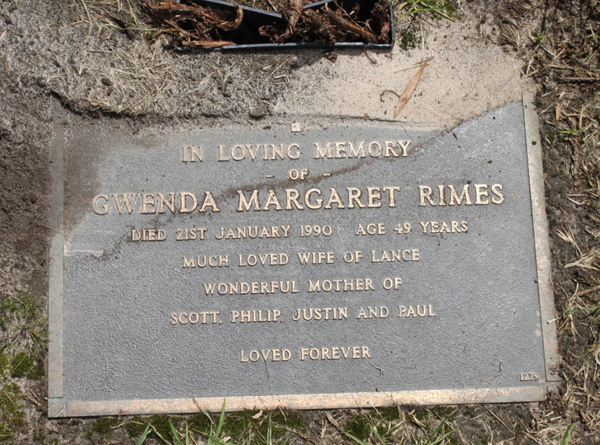 IN LOVING MEMORY
- OF -
GWENDA MARGARET RIMES
DIED 21ST JANUARY 1990 AGE 49 YEARS
MUCH LOVED WIFE OF LANCE
WONDERFUL MOTHER OF
SCOTT, PHILIP, JUSTIN AND PAUL
LOVED FOREVER